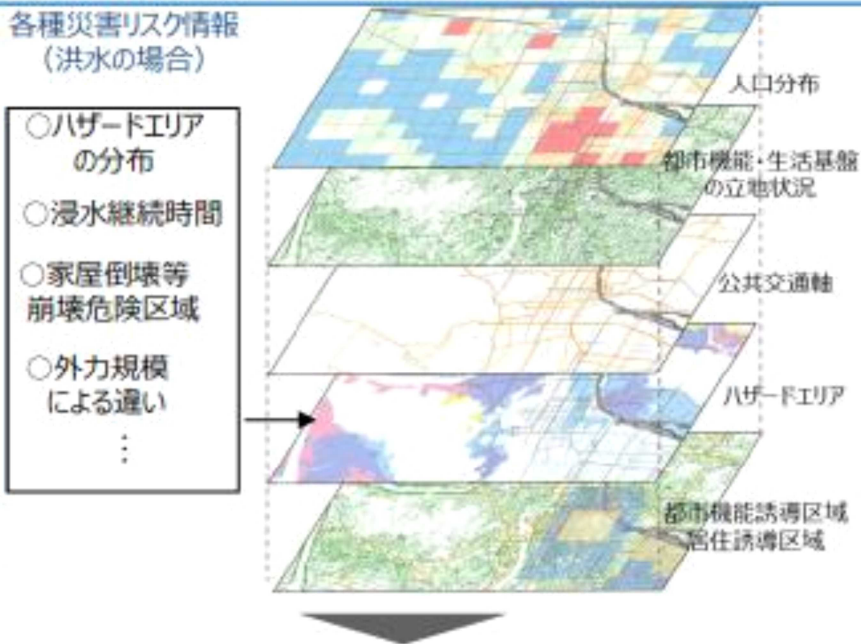 各種災害リスク情報
（洪水の場合）
○ハザードエリア
の分布
○浸水継続時間
○家屋倒壊等
崩壊危険区域
○外力規模
による違い
⋮
人口分布
都市機能・生活基盤
の立地状況
公共交通軸
ハザードエリア
都市機能誘導区域
居住誘導区域